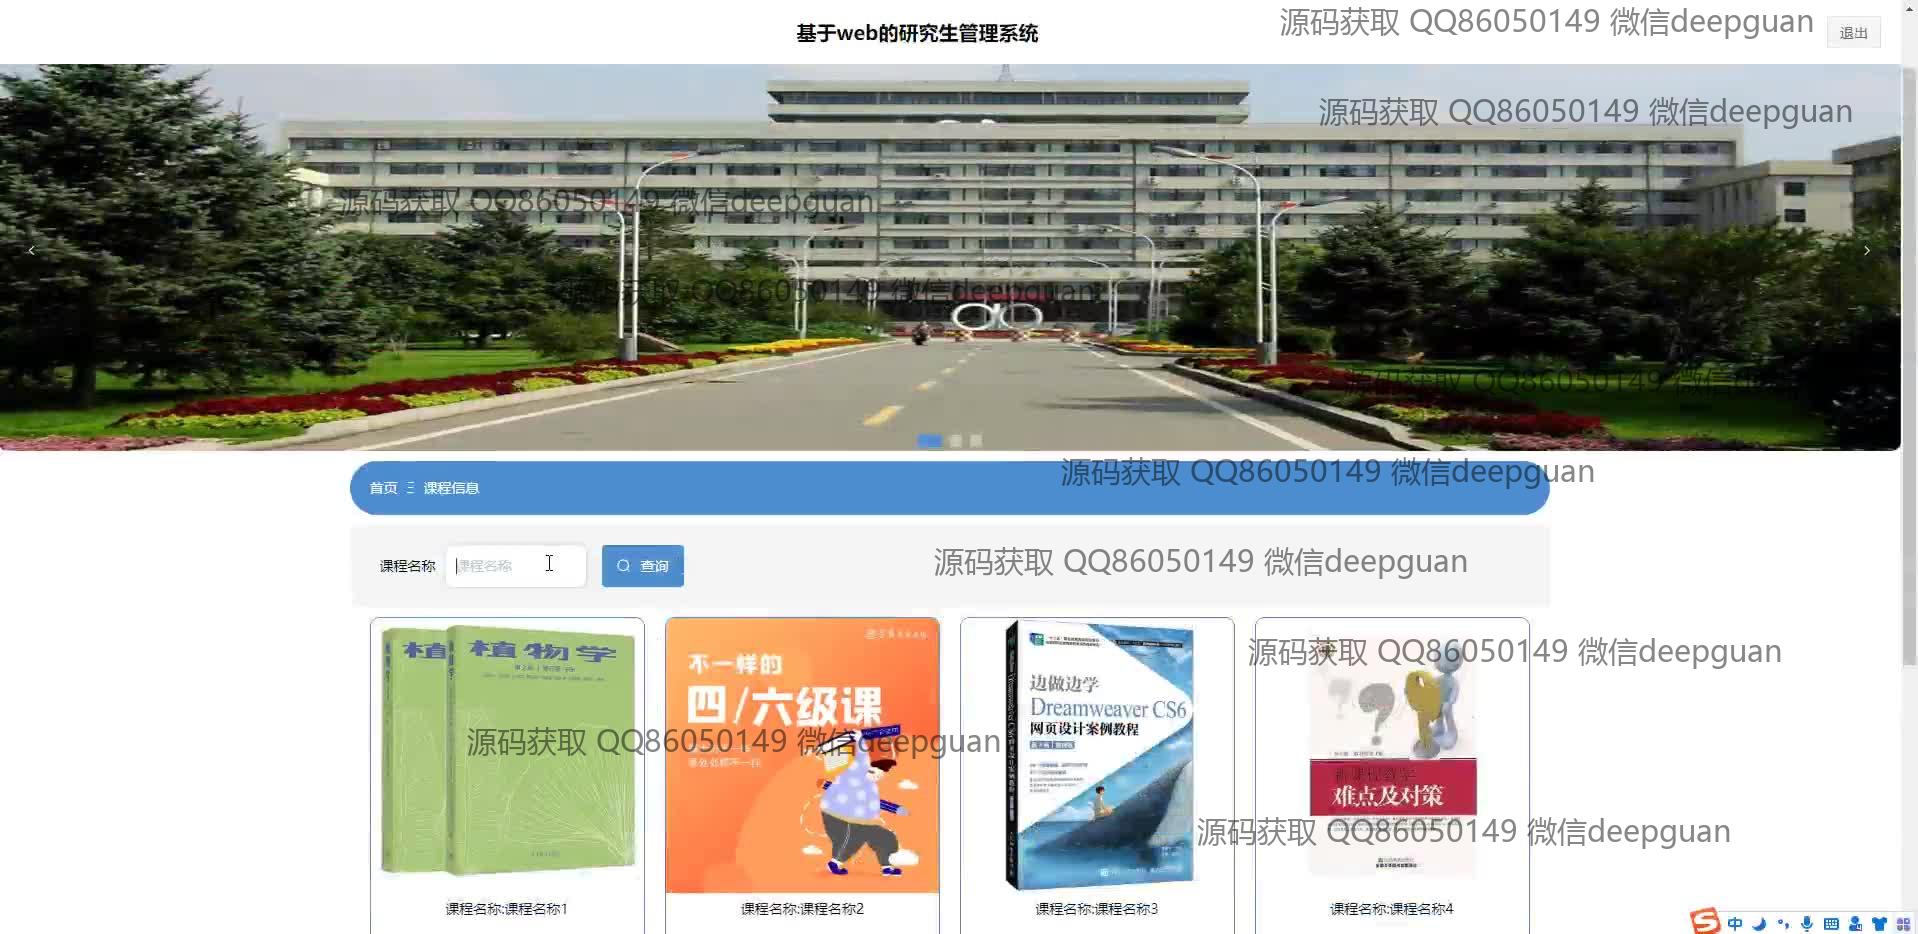 基于web的研究生管理系统
源码获取 QQ86050149 微信deepguan
退出
源码获取 QQ86050149 微信deepguan
源码获取 QQ86050149 微信deepguan
源码获取 QQ86050149 微信deepguan
源码获取 QQ86050149 微信
源码获取 QQ86050149 微信deepguan
首页 课程信息
课程名称
课程名称
查询
源码获取 QQ86050149 微信deepguan
植物学
植
不一样的
四/六级课
边做边学
Dreamweaver CS6
网页设计案例教程
源码获取 QQ86050149 微信deepguan
源码获取 QQ86050149 微信deepguan
新课程教学
难点及对策
源码获取 QQ86050149 微信deepguan
课程名称:课程名称1
课程名称:课程名称2
课程名称:课程名称3
课程名称:课程名称4
中